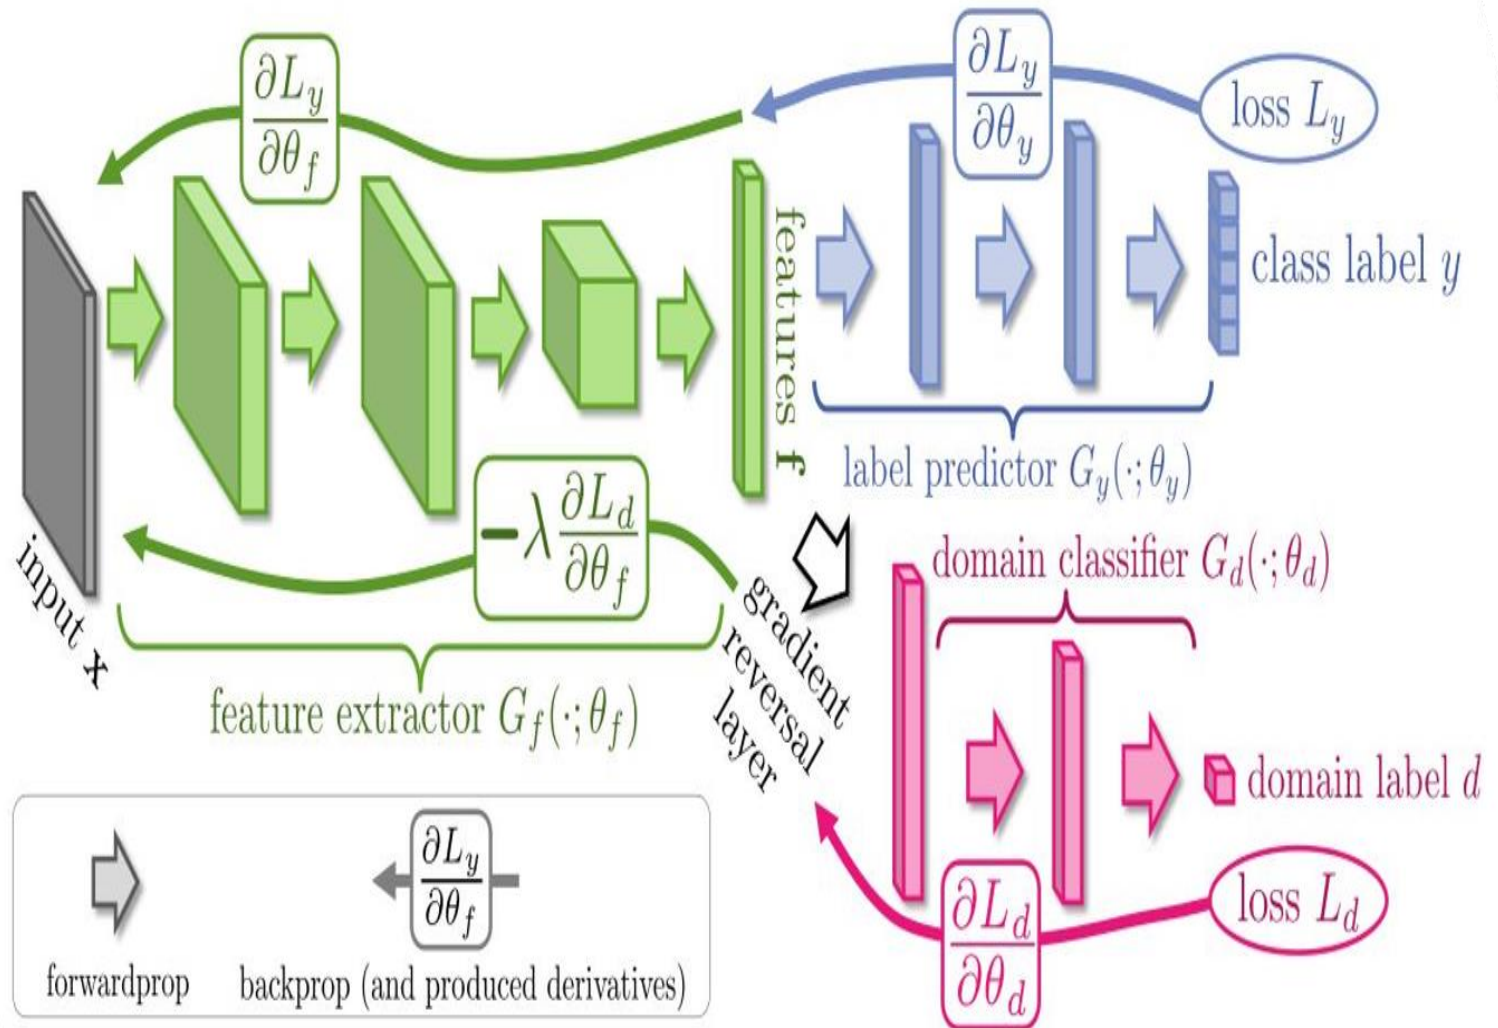 ∂L_y
∂θ_f
∂L_y
∂θ_y
loss L_y
class label y
features f
label predictor G_y(·; θ_y)
input x
−λ ∂L_d
∂θ_f
feature extractor G_f(·; θ_f)
gradient
reversal
layer
domain classifier G_d(·; θ_d)
domain label d
loss L_d
∂L_d
∂θ_d
∂L_y
∂θ_f
forwardprop
backprop (and produced derivatives)